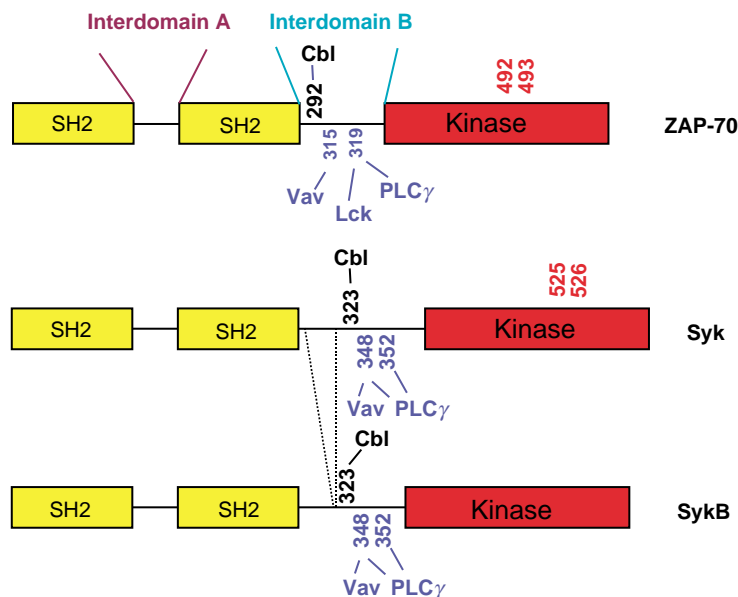 Interdomain A Interdomain B
Cbl
292
492
493
SH2 SH2 Kinase ZAP-70
315 319
Vav Lck PLCγ
Cbl
323
525
526
SH2 SH2 Kinase Syk
348 352
Vav PLCγ
Cbl
323
SH2 SH2 Kinase SykB
348 352
Vav PLCγ